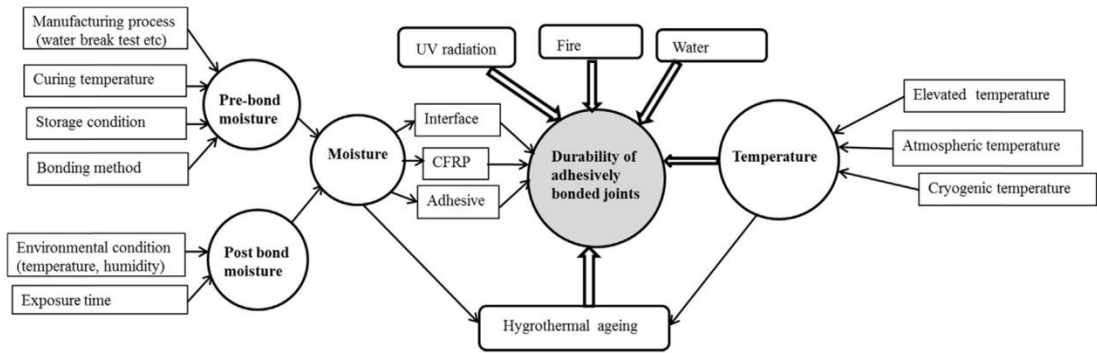 Manufacturing process
(water break test etc)
Curing temperature
Storage condition
Bonding method
Pre-bond
moisture
Environmental condition
(temperature, humidity)
Exposure time
Post bond
moisture
Moisture
Interface
CFRP
Adhesive
UV radiation
Fire
Water
Durability of
adhesively
bonded joints
Hygrothermal ageing
Temperature
Elevated temperature
Atmospheric temperature
Cryogenic temperature